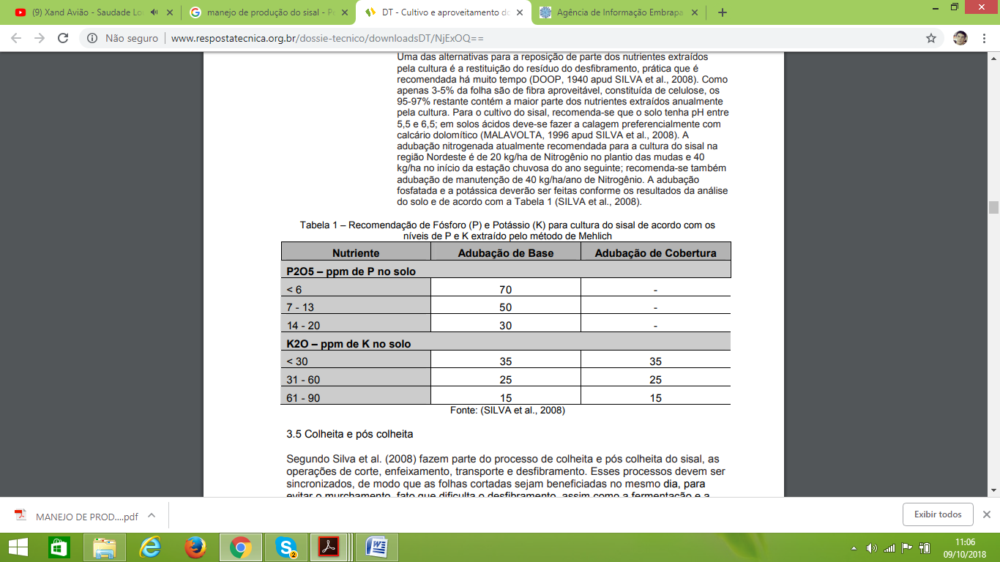 (9) Xand Avião - Saudade Lo
manejo de produção do sisal - Pe
DT - Cultivo e aproveitamento do
Agência de Informação Embrapa
Não seguro
www.respostatecnica.org.br/dossie-tecnico/downloadsDT/NjExOQ==
Uma das alternativas para a reposição de parte dos nutrientes extraídos
pela cultura é a restituição do resíduo do desfibramento, prática que é
recomendada há muito tempo (DOOP, 1940 apud SILVA et al., 2008). Como
apenas 3-5% da folha são de fibra aproveitável, constituída de celulose, os
95-97% restante contém a maior parte dos nutrientes extraídos anualmente
pela cultura. Para o cultivo do sisal, recomenda-se que o solo tenha pH entre
5,5 e 6,5; em solos ácidos deve-se fazer a calagem preferencialmente com
calcário dolomítico (MALAVOLTA, 1996 apud SILVA et al., 2008). A
adubação nitrogenada atualmente recomendada para a cultura do sisal na
região Nordeste é de 20 kg/ha de Nitrogênio no plantio das mudas e 40
kg/ha no início da estação chuvosa do ano seguinte; recomenda-se também
adubação de manutenção de 40 kg/ha/ano de Nitrogênio. A adubação
fosfatada e a potássica deverão ser feitas conforme os resultados da análise
do solo e de acordo com a Tabela 1 (SILVA et al., 2008).
Tabela 1 – Recomendação de Fósforo (P) e Potássio (K) para cultura do sisal de acordo com os
níveis de P e K extraído pelo método de Mehlich
Nutriente Adubação de Base Adubação de Cobertura
P2O5 – ppm de P no solo
< 6 70 -
7 - 13 50 -
14 - 20 30 -
K2O – ppm de K no solo
< 30 35 35
31 - 60 25 25
61 - 90 15 15
Fonte: (SILVA et al., 2008)
3.5 Colheita e pós colheita
Segundo Silva et al. (2008) fazem parte do processo de colheita e pós colheita do sisal, as
operações de corte, enfeixamento, transporte e desfibramento. Esses processos devem ser
sincronizados, de modo que as folhas cortadas sejam beneficiadas no mesmo dia, para
evitar o murchamento, fato que dificulta o desfibramento, assim como a fermentação e a
MANEJO DE PROD....pdf
Exibir todos
2
11:06
09/10/2018